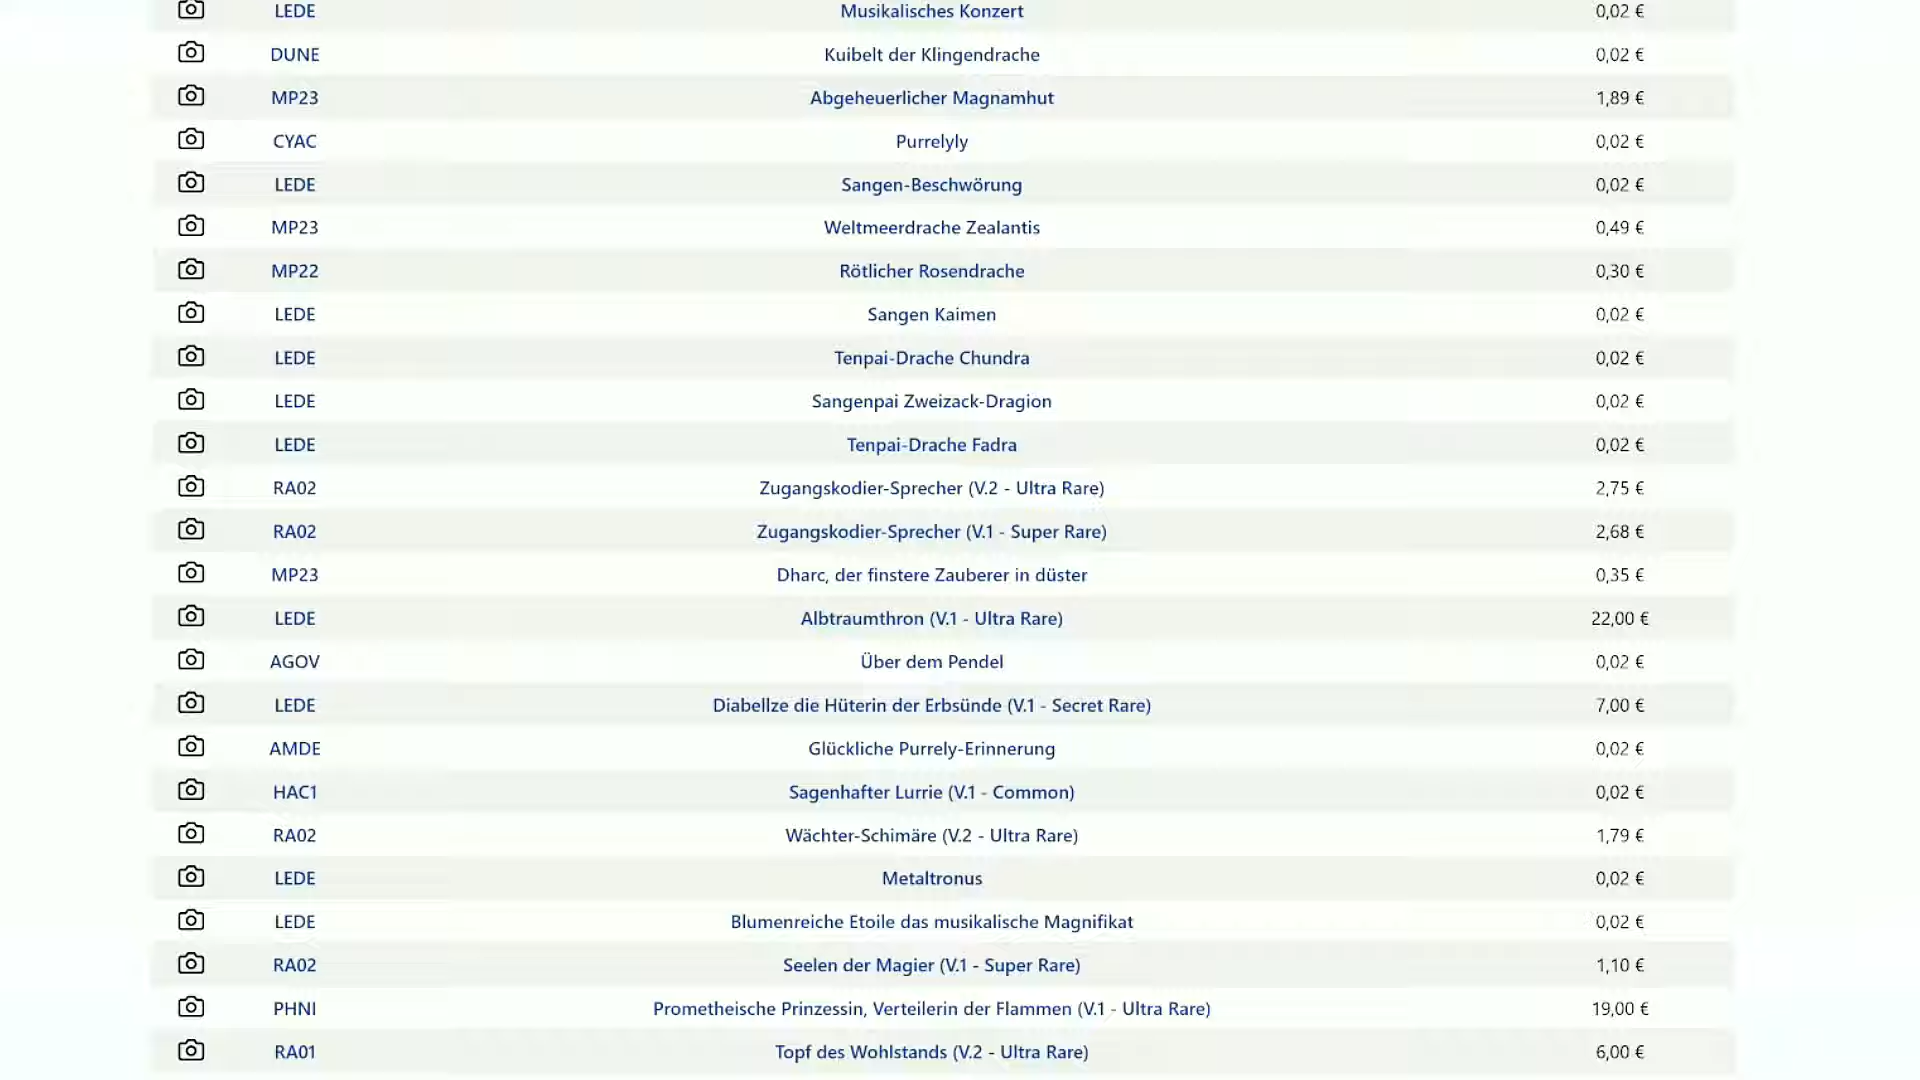 LEDE Musikalisches Konzert 0,02 €
DUNE Kuibelt der Klingendrache 0,02 €
MP23 Abgeheuerlicher Magnamhut 1,89 €
CYAC Purrelyly 0,02 €
LEDE Sangen-Beschwörung 0,02 €
MP23 Weltmeerdrache Zealantis 0,49 €
MP22 Rötlicher Rosendrache 0,30 €
LEDE Sangen Kaimen 0,02 €
LEDE Tenpai-Drache Chundra 0,02 €
LEDE Sangenpai Zweizack-Dragion 0,02 €
LEDE Tenpai-Drache Fadra 0,02 €
RA02 Zugangskodier-Sprecher (V.2 - Ultra Rare) 2,75 €
RA02 Zugangskodier-Sprecher (V.1 - Super Rare) 2,68 €
MP23 Dharc, der finstere Zauberer in düster 0,35 €
LEDE Albtraumthron (V.1 - Ultra Rare) 22,00 €
AGOV Über dem Pendel 0,02 €
LEDE Diabellze die Hüterin der Erbsünde (V.1 - Secret Rare) 7,00 €
AMDE Glückliche Purrely-Erinnerung 0,02 €
HAC1 Sagenhafter Lurrie (V.1 - Common) 0,02 €
RA02 Wächter-Schimäre (V.2 - Ultra Rare) 1,79 €
LEDE Metaltronus 0,02 €
LEDE Blumenreiche Etoile das musikalische Magnifikat 0,02 €
RA02 Seelen der Magier (V.1 - Super Rare) 1,10 €
PHNI Prometheische Prinzessin, Verteilerin der Flammen (V.1 - Ultra Rare) 19,00 €
RA01 Topf des Wohlstands (V.2 - Ultra Rare) 6,00 €